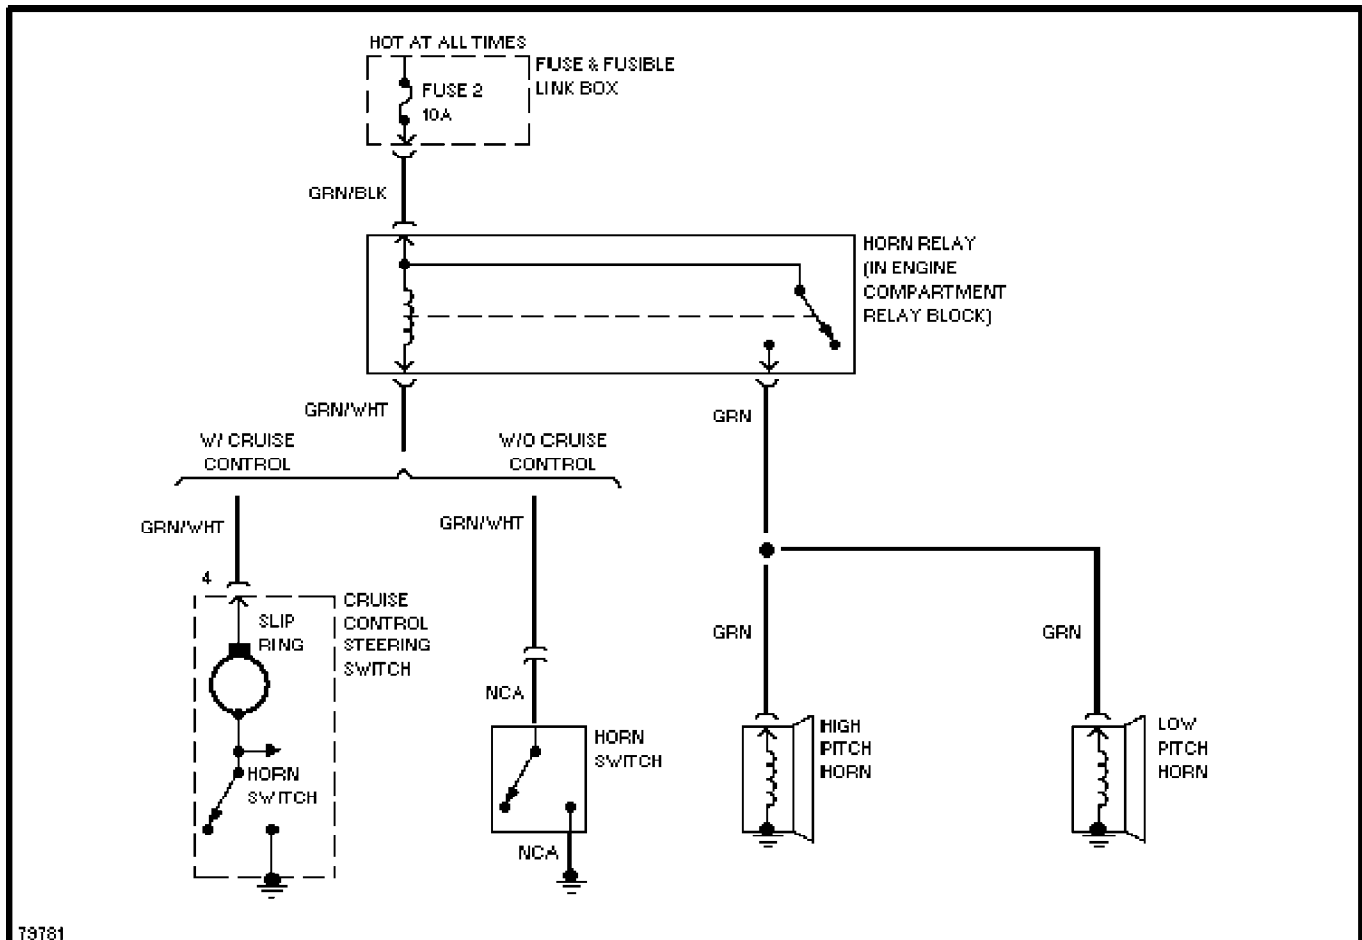 HOT AT ALL TIMES
FUSE & FUSIBLE
LINK BOX
FUSE 2
10A
GRN/BLK
HORN RELAY
(IN ENGINE
COMPARTMENT
RELAY BLOCK)
GRN/WHT
GRN
W/ CRUISE
CONTROL
W/O CRUISE
CONTROL
GRN/WHT
GRN/WHT
4
CRUISE
CONTROL
STEERING
SWITCH
SLIP
RING
GRN
GRN
NCA
HORN
SWITCH
HIGH
PITCH
HORN
LOW
PITCH
HORN
HORN
SWITCH
NCA
79781